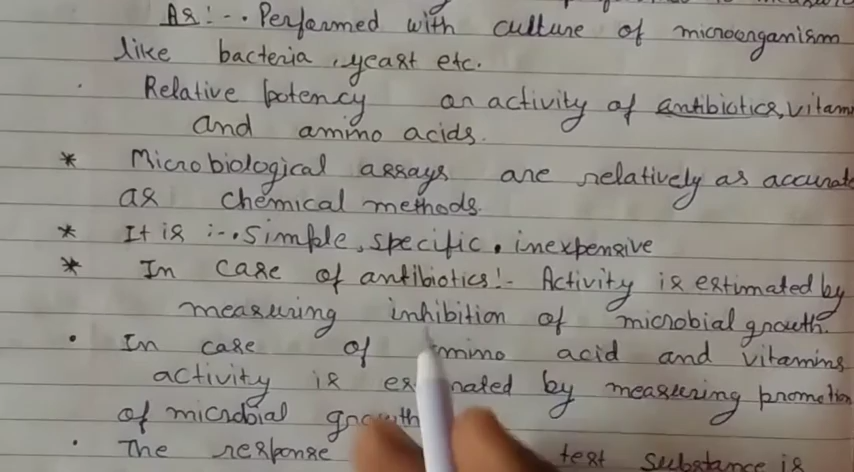 As :- . Performed with culture of microorganism
like bacteria , yeast etc.
Relative potency an activity of antibiotics, vitam
and amino acids.
* Microbiological assays are relatively as accurat
as chemical methods.
* It is :- . Simple, specific . inexpensive
* In case of antibiotics :- Activity is estimated by
measuring inhibition of microbial growth.
• In case of amino acid and vitamins
activity is by measuring promotion
of microbial growth
• The response test substance is